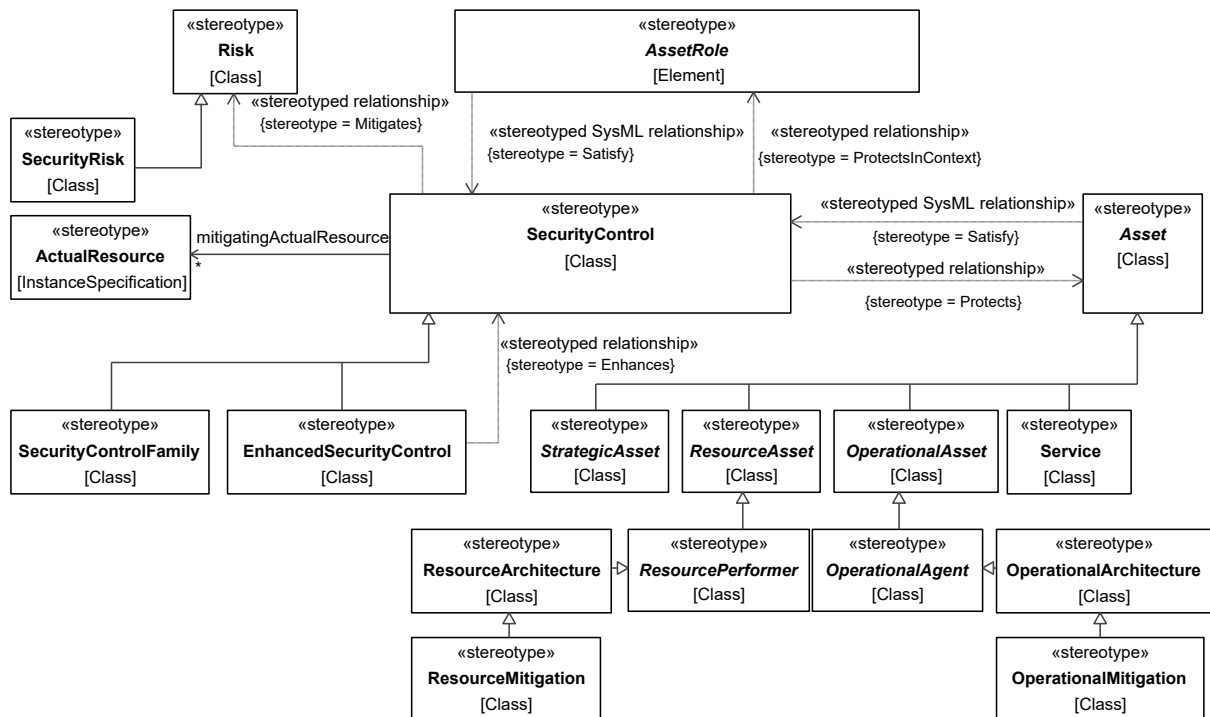 «stereotype»
Risk
[Class]
«stereotype»
AssetRole
[Element]
«stereotyped relationship»
{stereotype = Mitigates}
«stereotyped SysML relationship»
{stereotype = Satisfy}
«stereotyped relationship»
{stereotype = ProtectsInContext}
«stereotype»
SecurityRisk
[Class]
«stereotype»
ActualResource
[InstanceSpecification]
mitigatingActualResource
*
«stereotype»
SecurityControl
[Class]
«stereotyped SysML relationship»
{stereotype = Satisfy}
«stereotyped relationship»
{stereotype = Protects}
«stereotype»
Asset
[Class]
«stereotyped relationship»
{stereotype = Enhances}
«stereotype»
SecurityControlFamily
[Class]
«stereotype»
EnhancedSecurityControl
[Class]
«stereotype»
StrategicAsset
[Class]
«stereotype»
ResourceAsset
[Class]
«stereotype»
OperationalAsset
[Class]
«stereotype»
Service
[Class]
«stereotype»
ResourceArchitecture
[Class]
«stereotype»
ResourcePerformer
[Class]
«stereotype»
OperationalAgent
[Class]
«stereotype»
OperationalArchitecture
[Class]
«stereotype»
ResourceMitigation
[Class]
«stereotype»
OperationalMitigation
[Class]